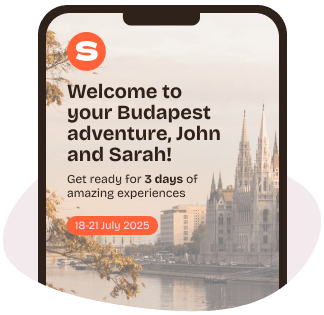 S
Welcome to
your Budapest
adventure, John
and Sarah!
Get ready for 3 days of
amazing experiences
18-21 July 2025